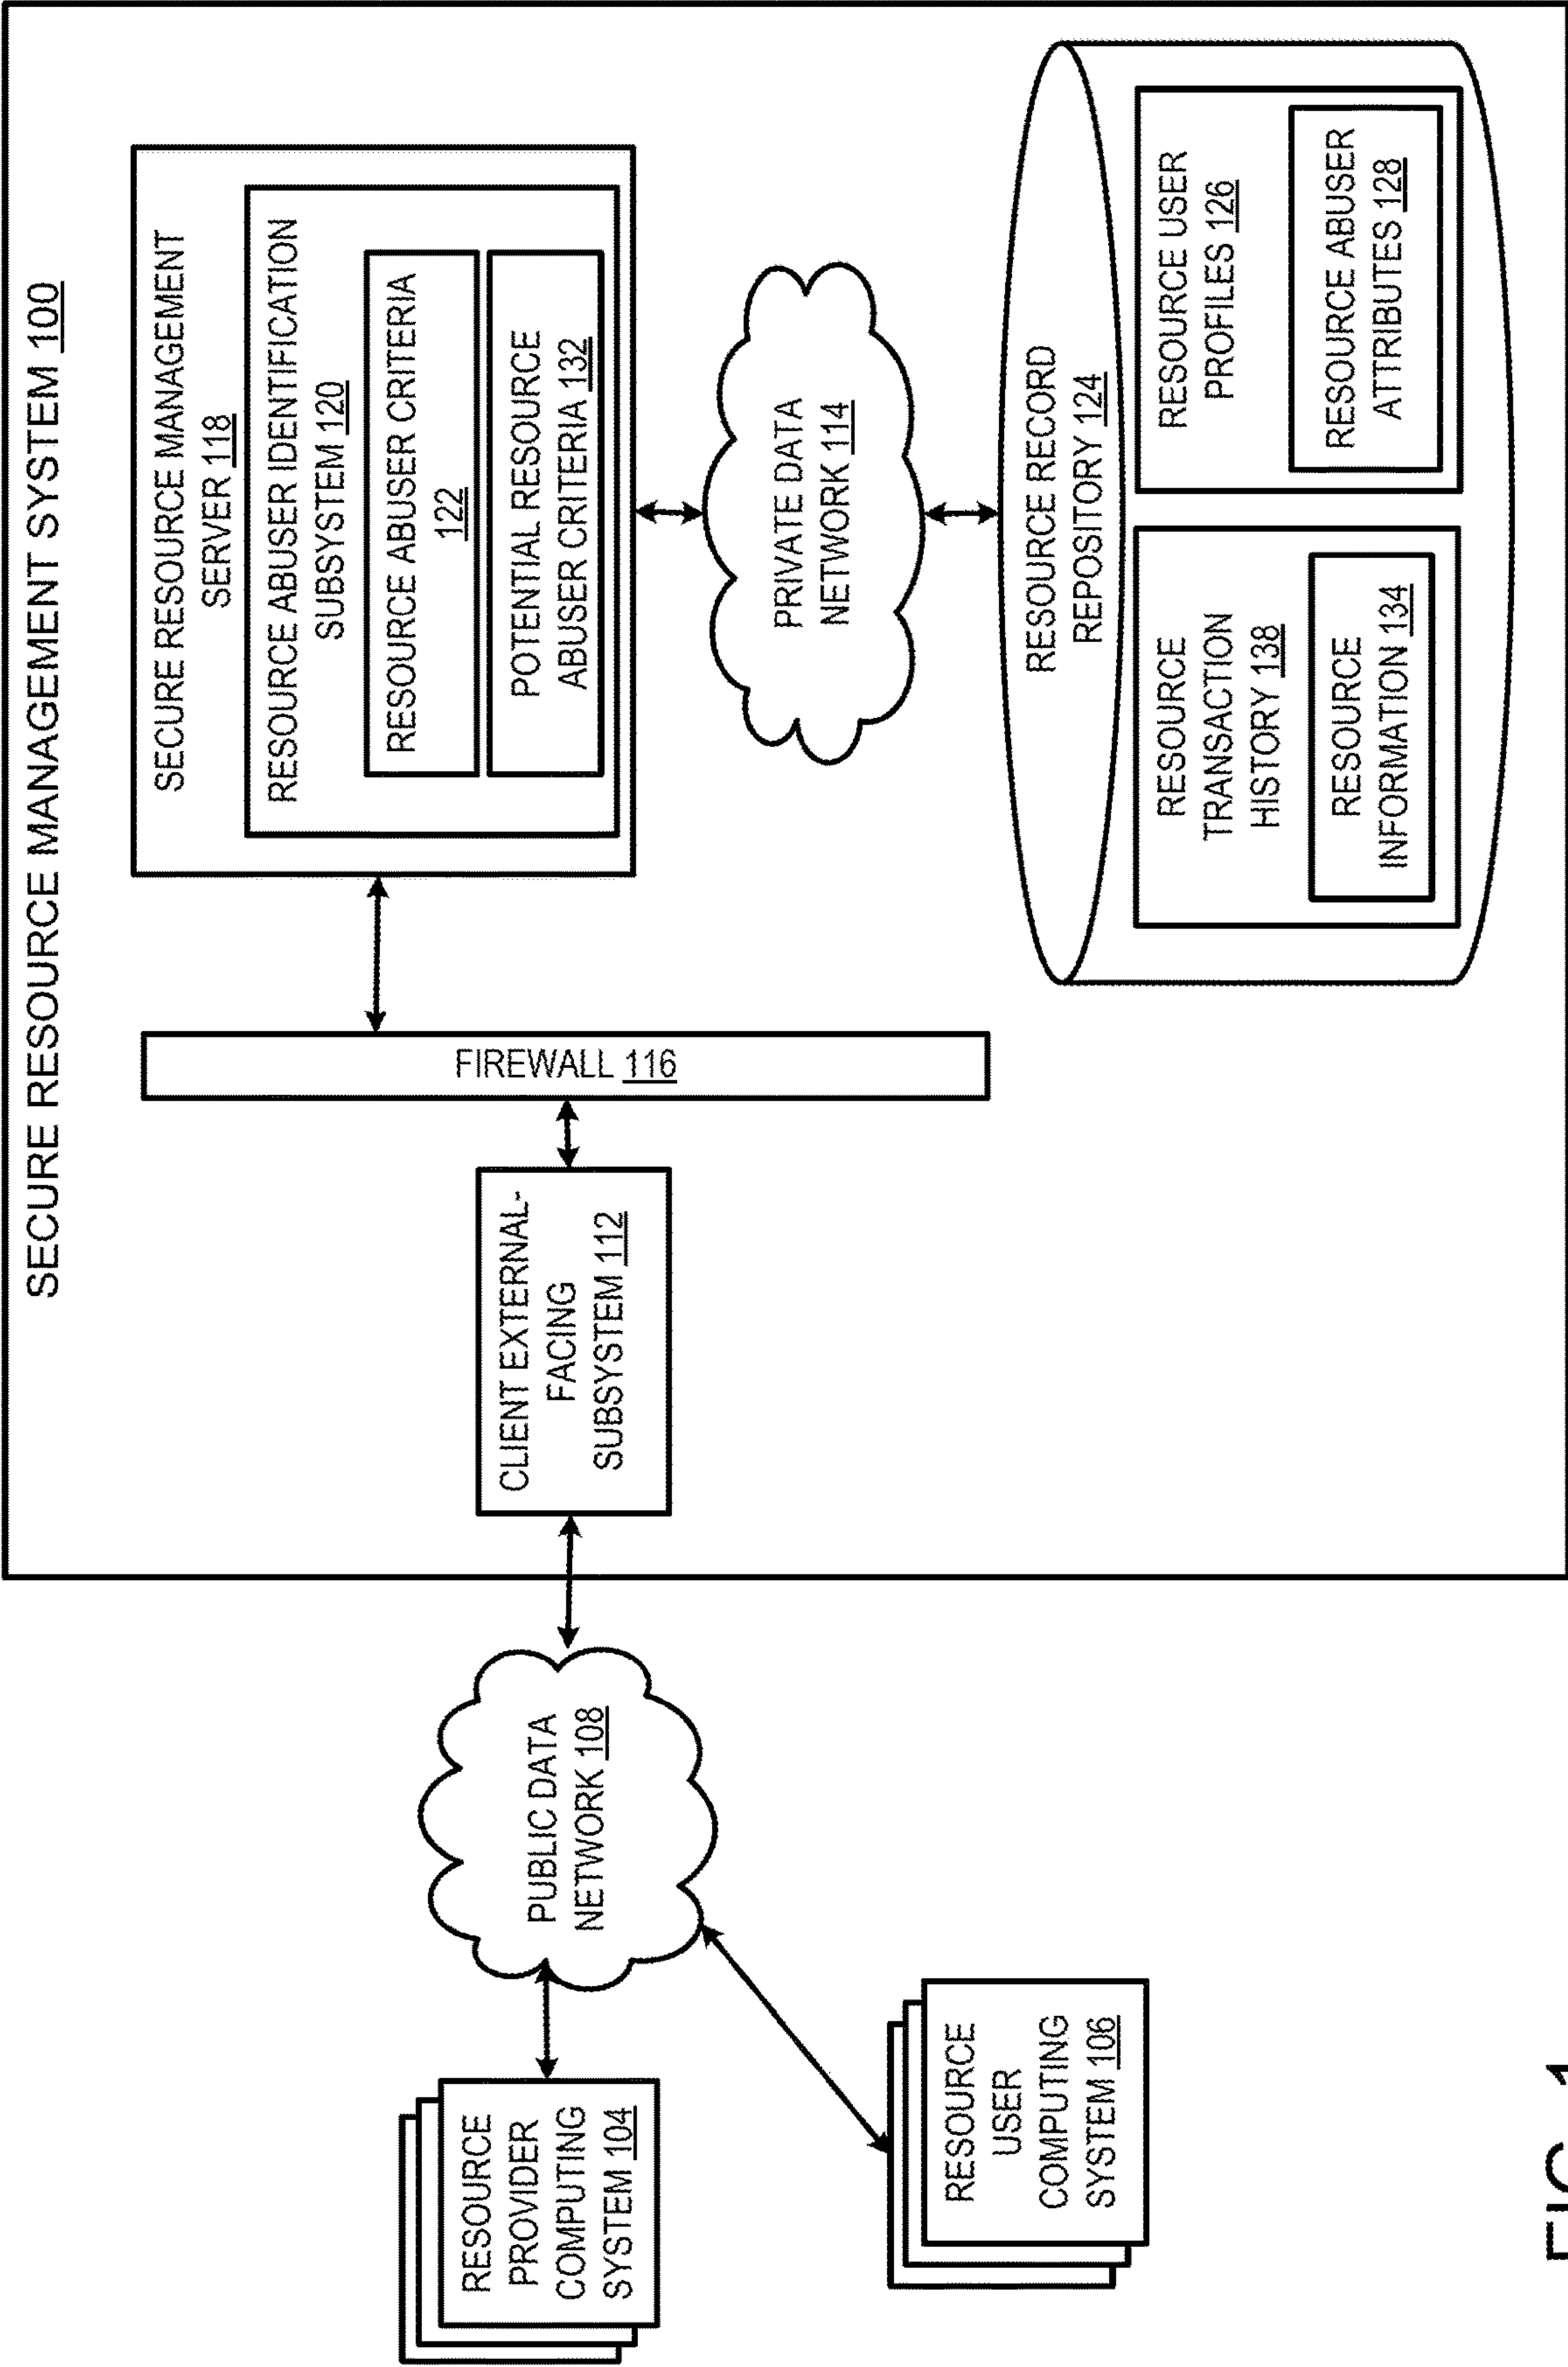 SECURE RESOURCE MANAGEMENT SYSTEM 100
SECURE RESOURCE MANAGEMENT
SERVER 118
RESOURCE ABUSER IDENTIFICATION
SUBSYSTEM 120
RESOURCE ABUSER CRITERIA
122
POTENTIAL RESOURCE
ABUSER CRITERIA 132
PRIVATE DATA
NETWORK 114
RESOURCE RECORD
REPOSITORY 124
RESOURCE
TRANSACTION
HISTORY 138
RESOURCE
INFORMATION 134
RESOURCE USER
PROFILES 126
RESOURCE ABUSER
ATTRIBUTES 128
FIREWALL 116
CLIENT EXTERNAL-
FACING
SUBSYSTEM 112
PUBLIC DATA
NETWORK 108
RESOURCE
PROVIDER
COMPUTING
SYSTEM 104
RESOURCE
USER
COMPUTING
SYSTEM 106
FIG. 1